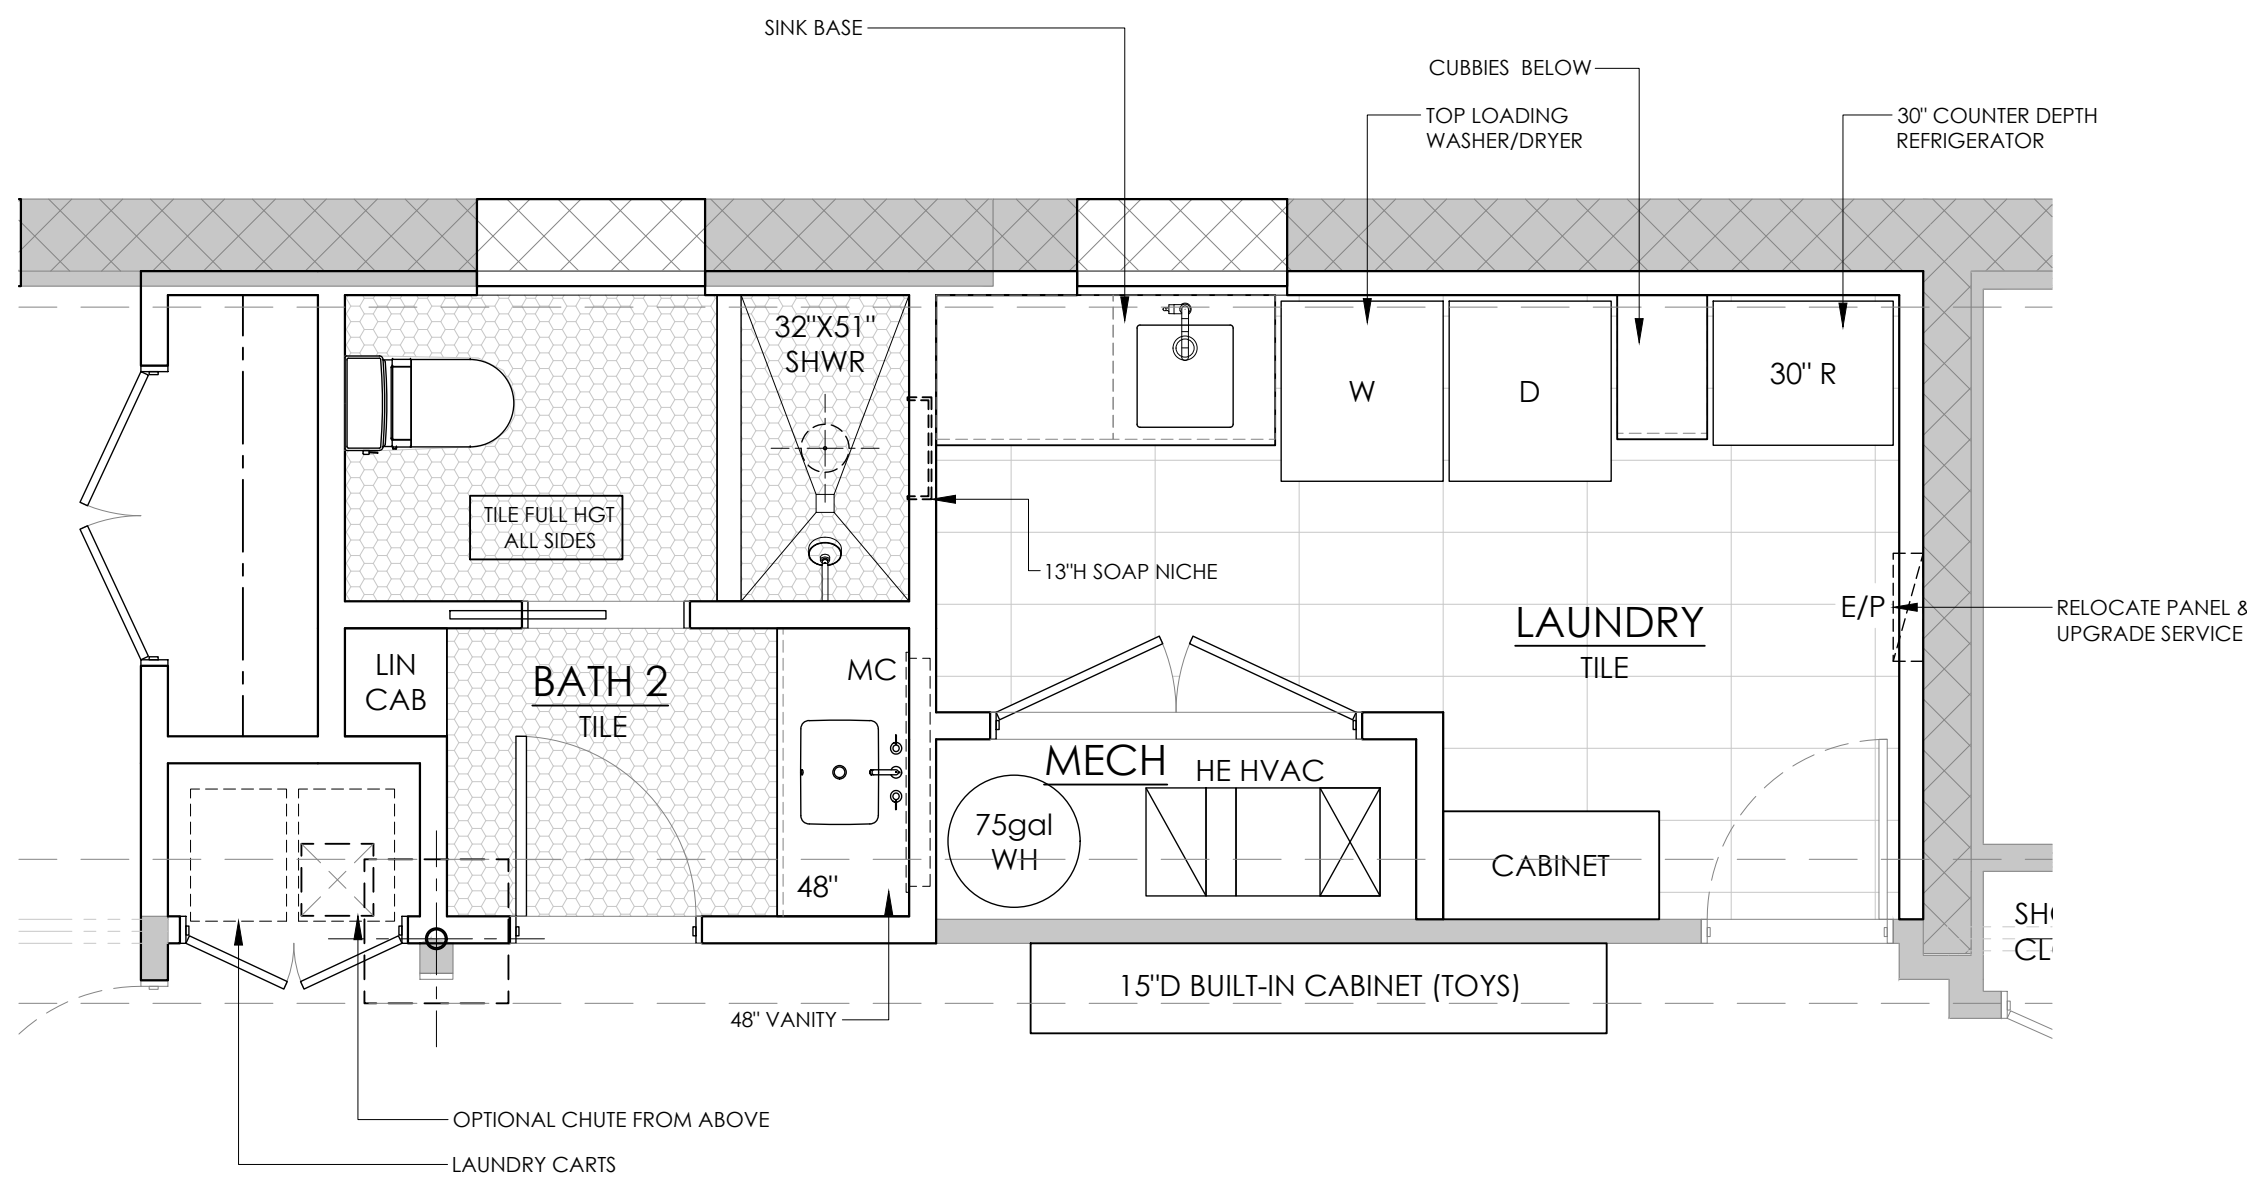 SINK BASE
CUBBIES BELOW
TOP LOADING
WASHER/DRYER
30" COUNTER DEPTH
REFRIGERATOR
32"X51"
SHWR
W
D
30" R
TILE FULL HGT
ALL SIDES
13"H SOAP NICHE
E/P
RELOCATE PANEL &
UPGRADE SERVICE
LAUNDRY
TILE
LIN
CAB
BATH 2
TILE
MC
MECH
HE HVAC
75gal
WH
48"
CABINET
15"D BUILT-IN CABINET (TOYS)
48" VANITY
OPTIONAL CHUTE FROM ABOVE
LAUNDRY CARTS